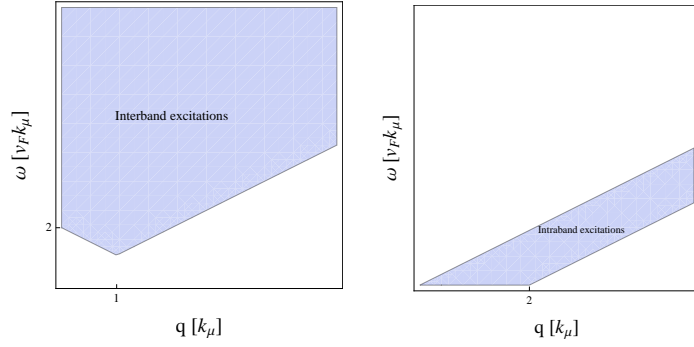 Interband excitations
ω [v_F k_μ]
2
1
q [k_μ]
Intraband excitations
ω [v_F k_μ]
2
q [k_μ]